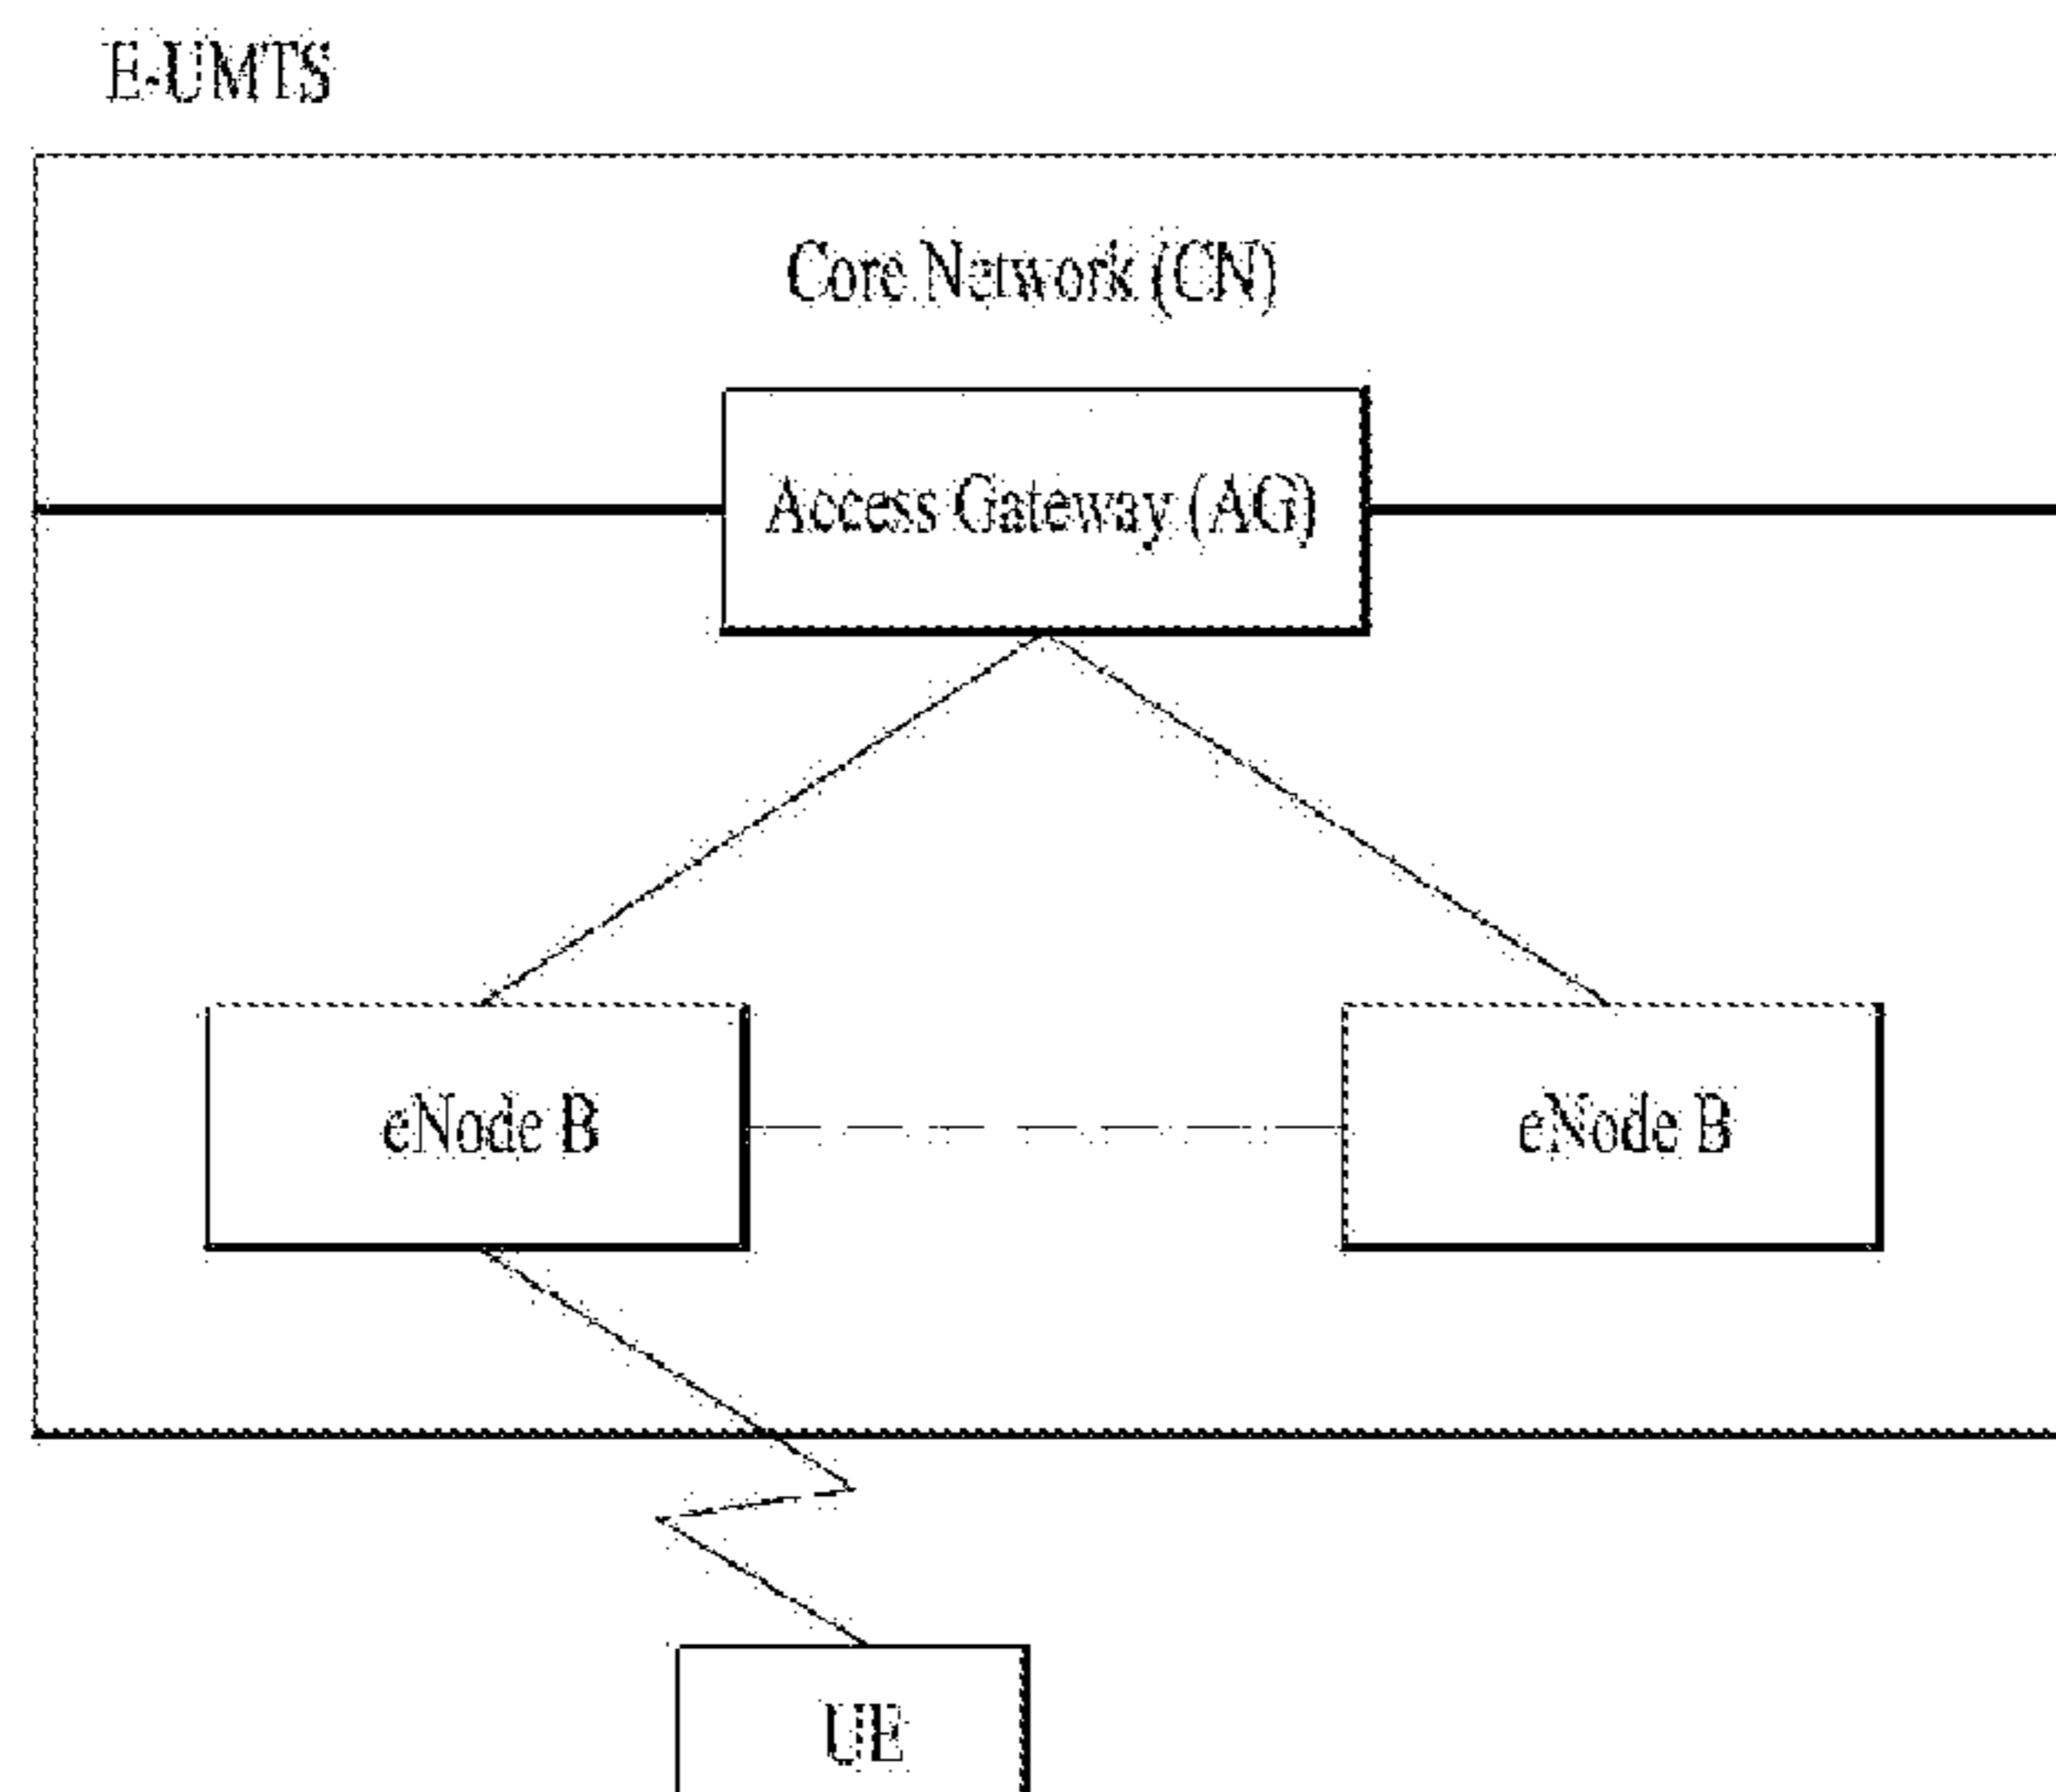 E-UMTS
Core Network (CN)
Access Gateway (AG)
eNode B
eNode B
UE